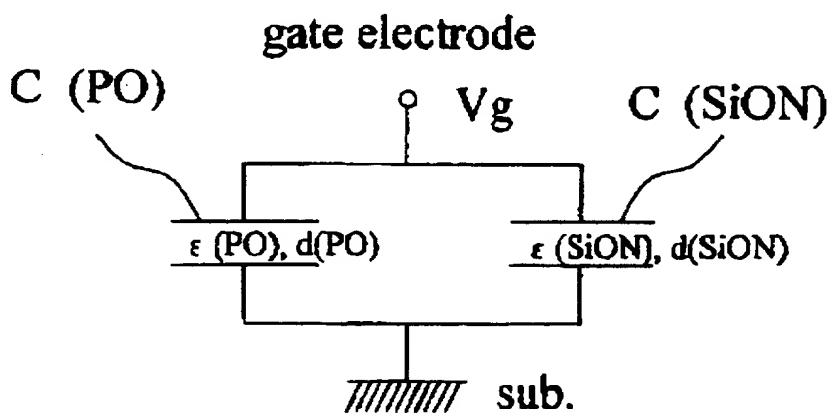 gate electrode
C (PO)
Vg
C (SiON)
ε (PO), d(PO)
ε (SiON), d(SiON)
sub.